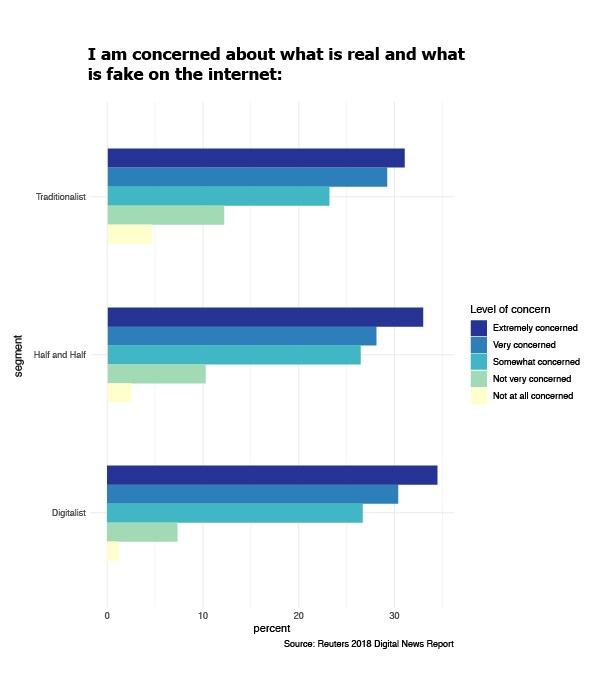 I am concerned about what is real and what
is fake on the internet:
Traditionalist
Half and Half
Digitalist
segment
0 10 20 30
percent
Source: Reuters 2018 Digital News Report
Level of concern
Extremely concerned
Very concerned
Somewhat concerned
Not very concerned
Not at all concerned